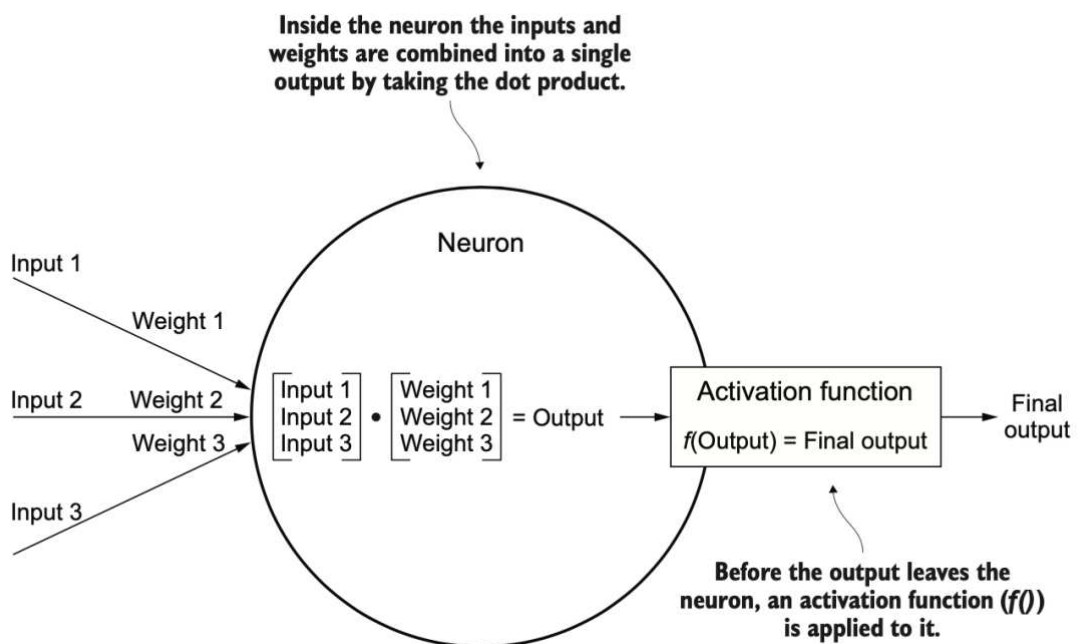 Inside the neuron the inputs and
weights are combined into a single
output by taking the dot product.
Neuron
Input 1
Weight 1
Input 2
Weight 2
Weight 3
Input 3
Input 1
Input 2
Input 3
•
Weight 1
Weight 2
Weight 3
= Output
Activation function
f(Output) = Final output
Final
output
Before the output leaves the
neuron, an activation function (f())
is applied to it.